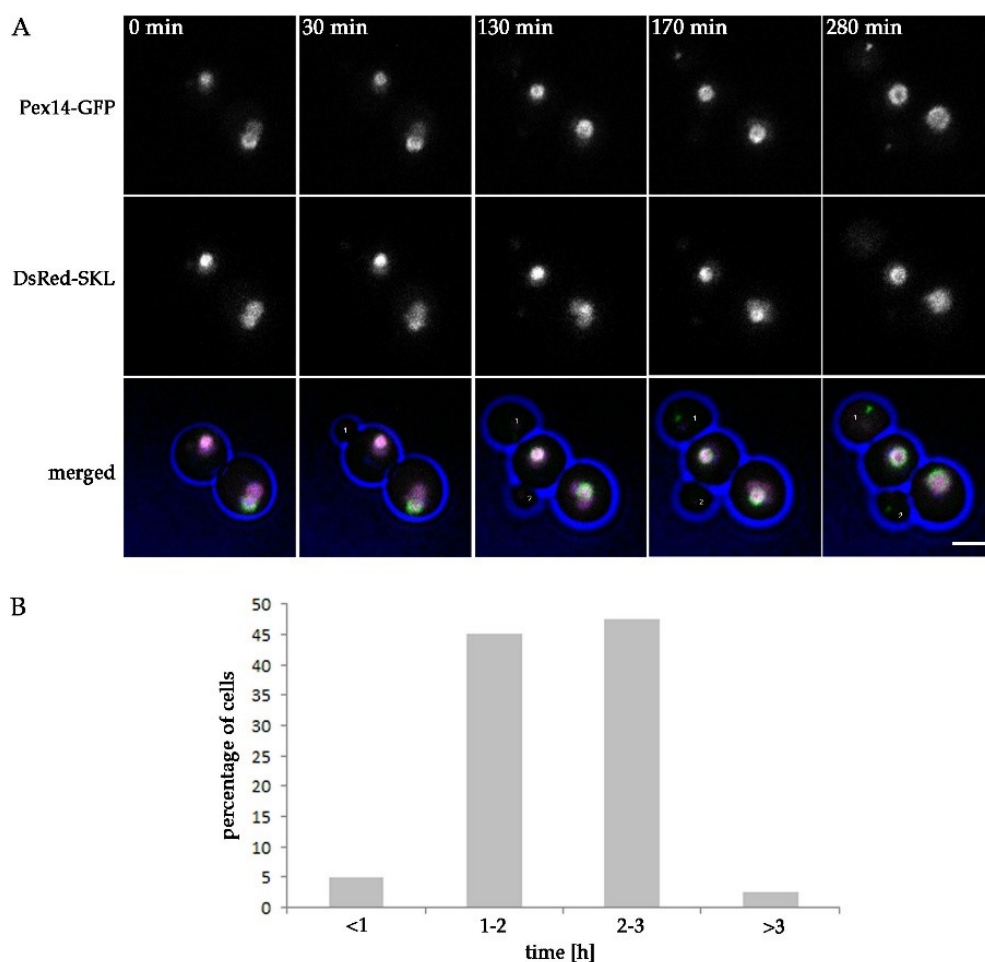 A
0 min 30 min 130 min 170 min 280 min
Pex14-GFP
DsRed-SKL
merged
1
1
2
1
2
1
2
B
percentage of cells
50
45
40
35
30
25
20
15
10
5
0
<1 1-2 2-3 >3
time [h]